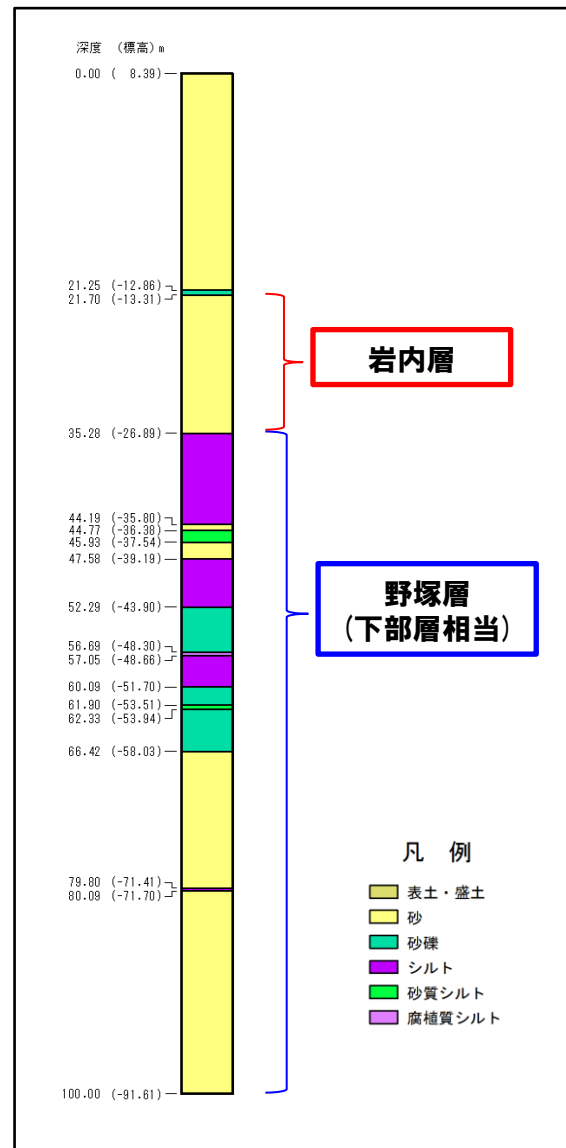 深度 (標高)m
0.00 ( 8.39)
21.25 (-12.86)
21.70 (-13.31)
35.28 (-26.89)
44.19 (-35.80)
44.77 (-36.38)
45.93 (-37.54)
47.58 (-39.19)
52.29 (-43.90)
56.69 (-48.30)
57.05 (-48.66)
60.09 (-51.70)
61.90 (-53.51)
62.33 (-53.94)
66.42 (-58.03)
79.80 (-71.41)
80.09 (-71.70)
100.00 (-91.61)
岩内層
野塚層
(下部層相当)
凡 例
表土・盛土
砂
砂礫
シルト
砂質シルト
腐植質シルト